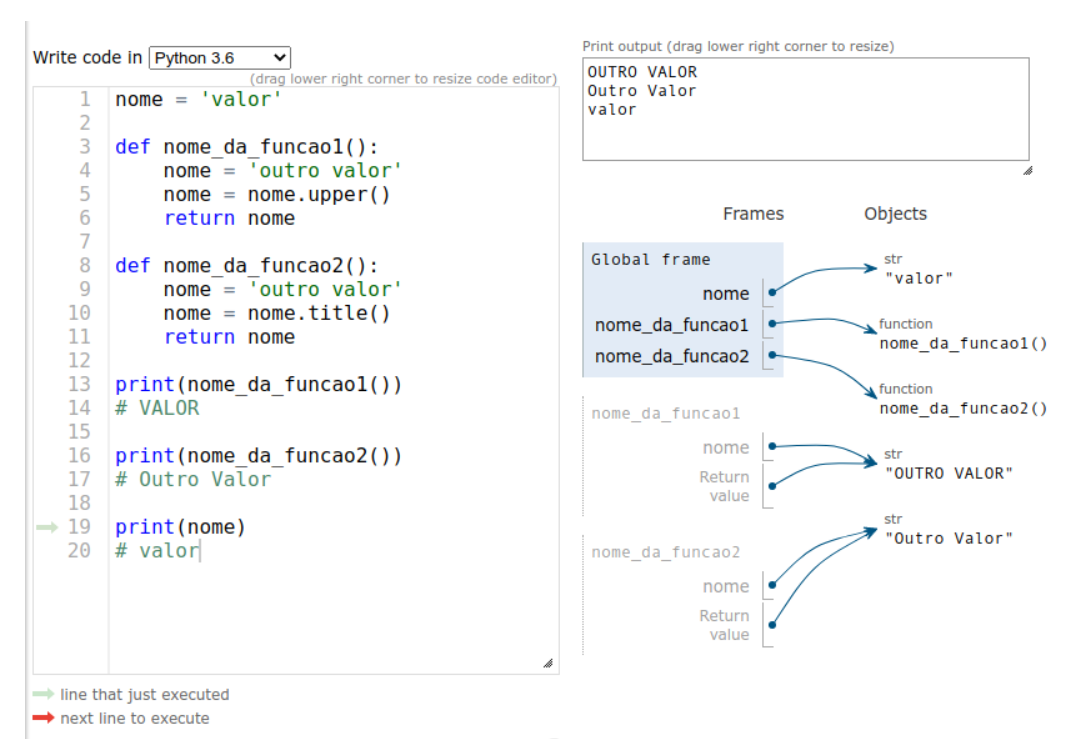 Write code in Python 3.6
(drag lower right corner to resize code editor)
1 nome = 'valor'
2
3 def nome_da_funcao1():
4     nome = 'outro valor'
5     nome = nome.upper()
6     return nome
7
8 def nome_da_funcao2():
9     nome = 'outro valor'
10     nome = nome.title()
11     return nome
12
13 print(nome_da_funcao1())
14 # VALOR
15
16 print(nome_da_funcao2())
17 # Outro Valor
18
19 print(nome)
20 # valor
line that just executed
next line to execute
Print output (drag lower right corner to resize)
OUTRO VALOR
Outro Valor
valor
Frames Objects
Global frame
nome
nome_da_funcao1
nome_da_funcao2
str
"valor"
function
nome_da_funcao1()
function
nome_da_funcao2()
nome_da_funcao1
nome
Return
value
str
"OUTRO VALOR"
nome_da_funcao2
nome
Return
value
str
"Outro Valor"